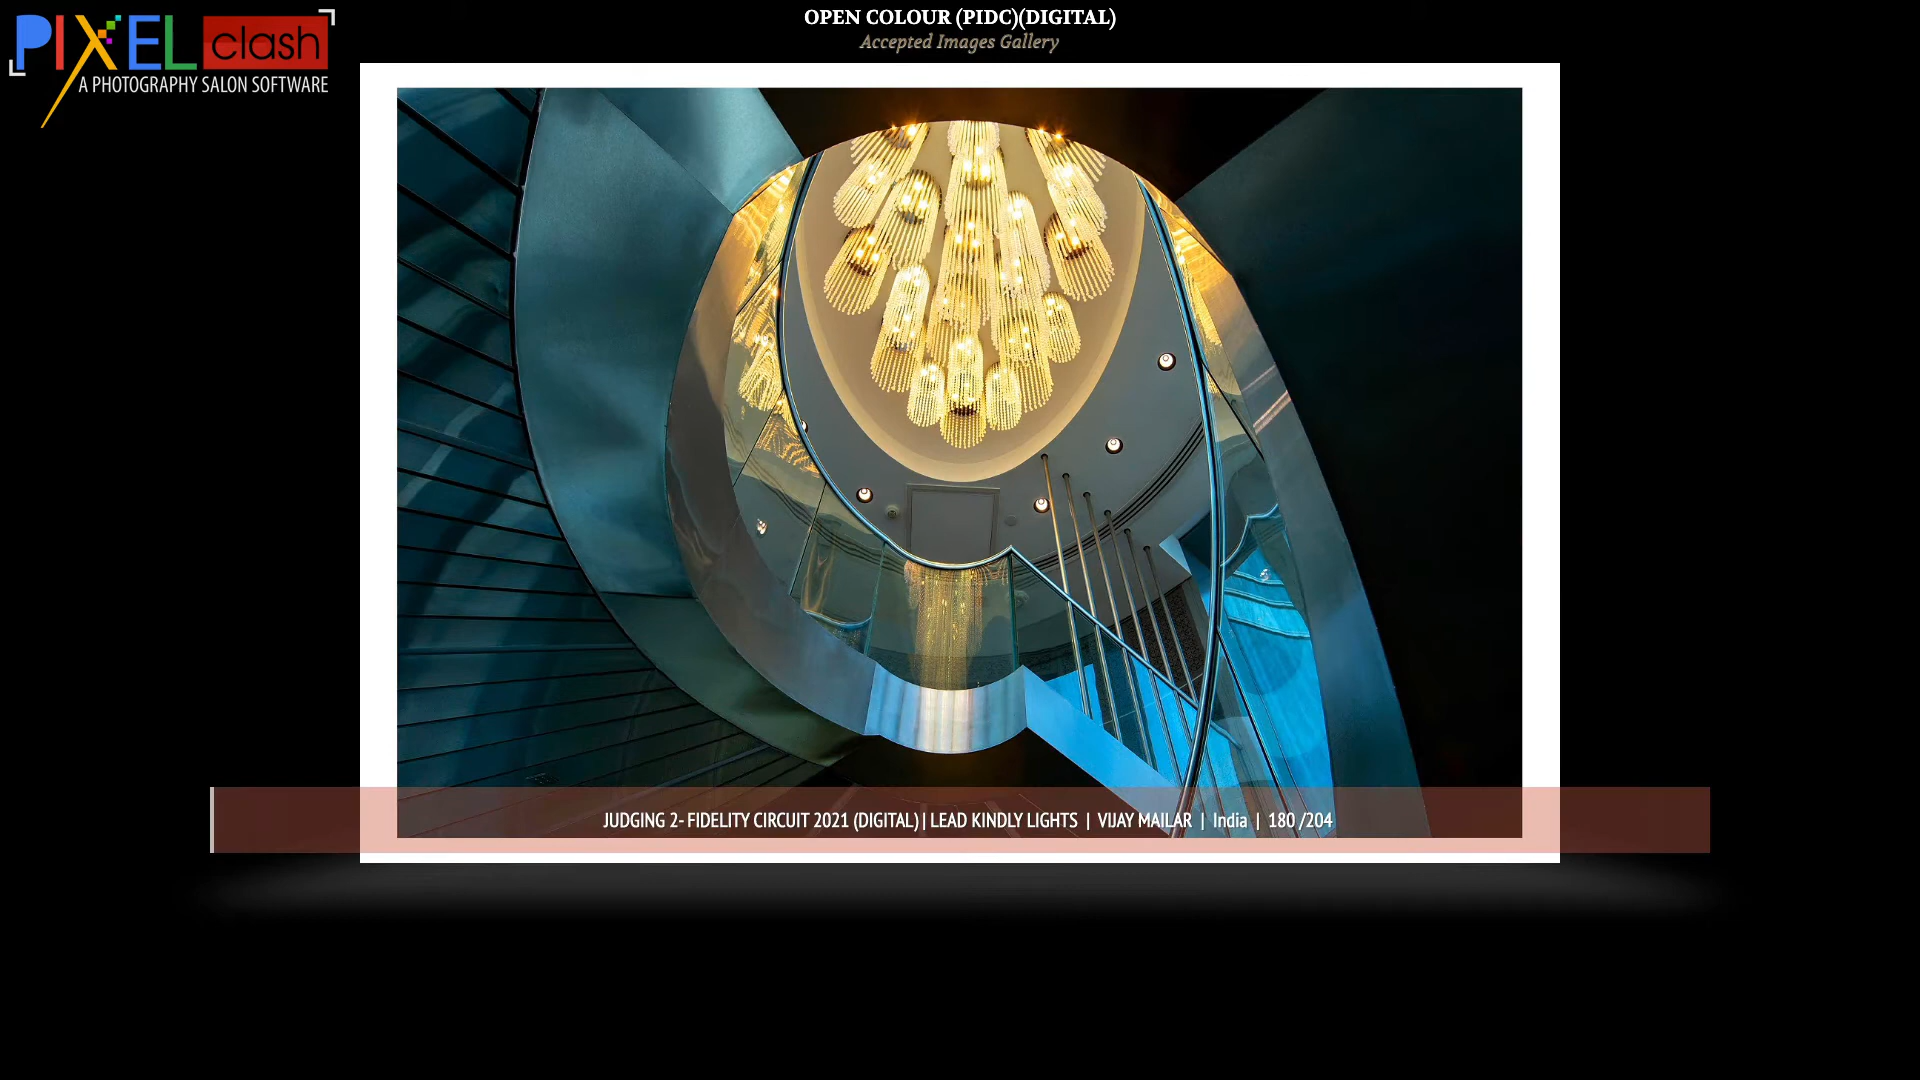 PIXEL clash
A PHOTOGRAPHY SALON SOFTWARE
OPEN COLOUR (PIDC)(DIGITAL)
Accepted Images Gallery
JUDGING 2- FIDELITY CIRCUIT 2021 (DIGITAL) | LEAD KINDLY LIGHTS | VIJAY MAILAR | India | 180 /204